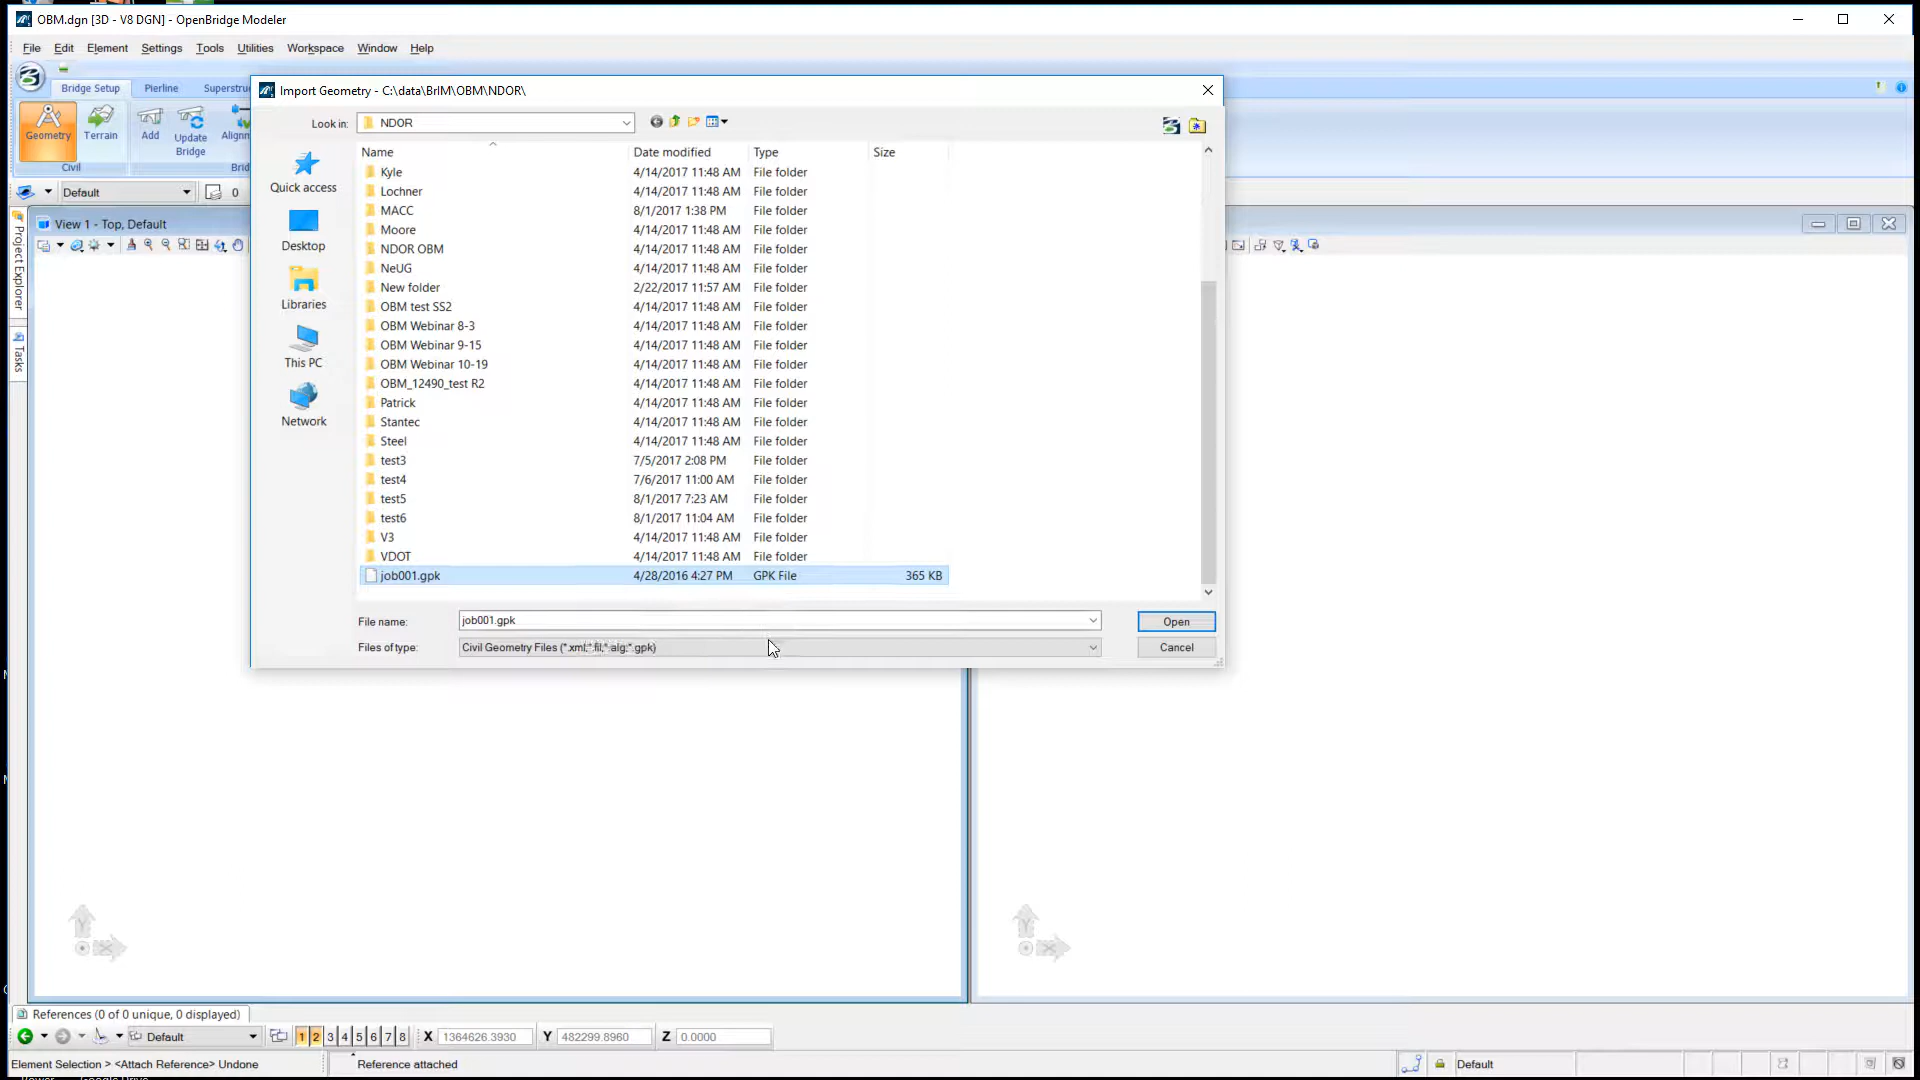 OBM.dgn [3D - V8 DGN] - OpenBridge Modeler
File Edit Element Settings Tools Utilities Workspace Window Help
Bridge Setup Pierline Superstru
Geometry Terrain Add Update Bridge Alignm
Civil Brid
Default 0
Import Geometry - C:\data\BrIM\OBM\NDOR\
Look in: NDOR
Name Date modified Type Size
Kyle 4/14/2017 11:48 AM File folder
Lochner 4/14/2017 11:48 AM File folder
MACC 8/1/2017 1:38 PM File folder
Moore 4/14/2017 11:48 AM File folder
NDOR OBM 4/14/2017 11:48 AM File folder
NeUG 4/14/2017 11:48 AM File folder
New folder 2/22/2017 11:57 AM File folder
OBM test SS2 4/14/2017 11:48 AM File folder
OBM Webinar 8-3 4/14/2017 11:48 AM File folder
OBM Webinar 9-15 4/14/2017 11:48 AM File folder
OBM Webinar 10-19 4/14/2017 11:48 AM File folder
OBM_12490_test R2 4/14/2017 11:48 AM File folder
Patrick 4/14/2017 11:48 AM File folder
Stantec 4/14/2017 11:48 AM File folder
Steel 4/14/2017 11:48 AM File folder
test3 7/5/2017 2:08 PM File folder
test4 7/6/2017 11:00 AM File folder
test5 8/1/2017 7:23 AM File folder
test6 8/1/2017 11:04 AM File folder
V3 4/14/2017 11:48 AM File folder
VDOT 4/14/2017 11:48 AM File folder
job001.gpk 4/28/2016 4:27 PM GPK File 365 KB
Quick access
Desktop
Libraries
This PC
Network
File name: job001.gpk Open
Files of type: Civil Geometry Files (*.xml;*.fil;*.alg;*.gpk) Cancel
View 1 - Top, Default
Project Explorer
Tasks
References (0 of 0 unique, 0 displayed)
Default 1 2 3 4 5 6 7 8 X 1364626.3930 Y 482299.8960 Z 0.0000
Element Selection > <Attach Reference> Undone Reference attached Default